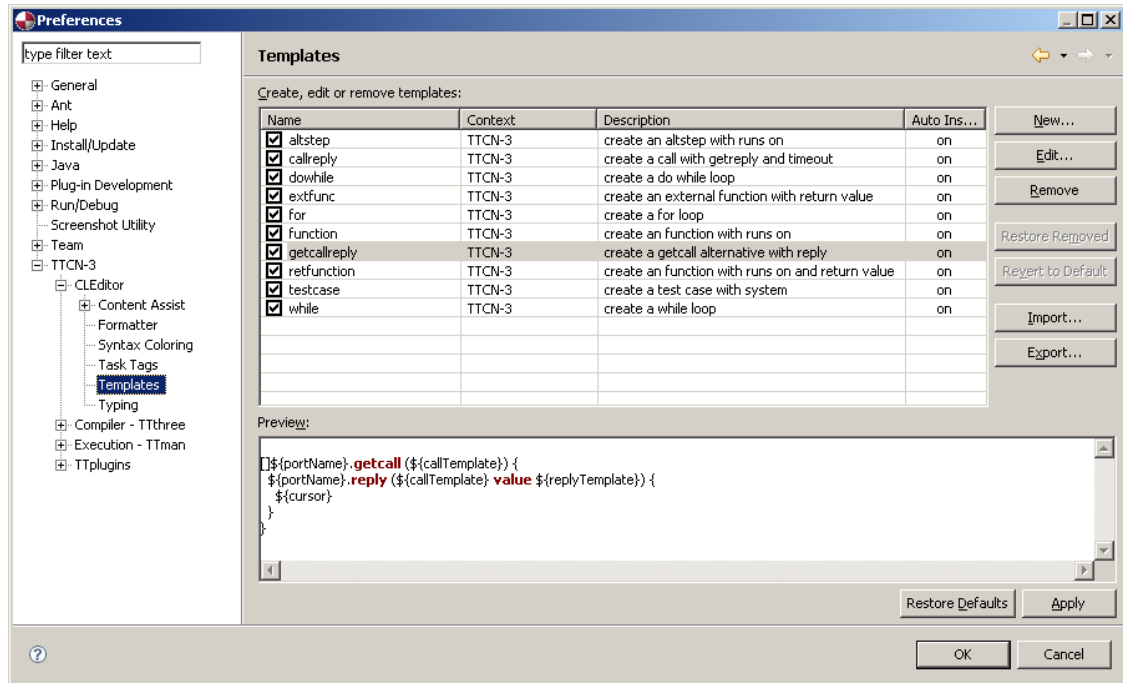 Preferences
type filter text
General
Ant
Help
Install/Update
Java
Plug-in Development
Run/Debug
Screenshot Utility
Team
TTCN-3
CLEditor
Content Assist
Formatter
Syntax Coloring
Task Tags
Templates
Typing
Compiler - TTthree
Execution - TTman
TTplugins
Templates
Create, edit or remove templates:
Name Context Description Auto Ins...
altstep TTCN-3 create an altstep with runs on on
callreply TTCN-3 create a call with getreply and timeout on
dowhile TTCN-3 create a do while loop on
extfunc TTCN-3 create an external function with return value on
for TTCN-3 create a for loop on
function TTCN-3 create an function with runs on on
getcallreply TTCN-3 create a getcall alternative with reply on
retfunction TTCN-3 create an function with runs on and return value on
testcase TTCN-3 create a test case with system on
while TTCN-3 create a while loop on
New...
Edit...
Remove
Restore Removed
Revert to Default
Import...
Export...
Preview:
[]${portName}.getcall (${callTemplate}) {
${portName}.reply (${callTemplate} value ${replyTemplate}) {
${cursor}
}
}
Restore Defaults Apply
? OK Cancel